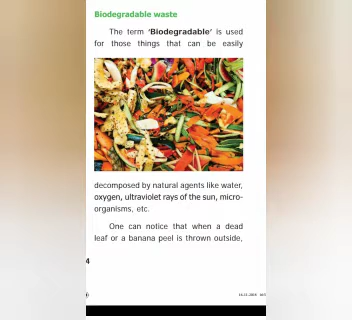 Biodegradable waste
The term 'Biodegradable' is used
for those things that can be easily
decomposed by natural agents like water,
oxygen, ultraviolet rays of the sun, micro-
organisms, etc.
One can notice that when a dead
leaf or a banana peel is thrown outside,
4